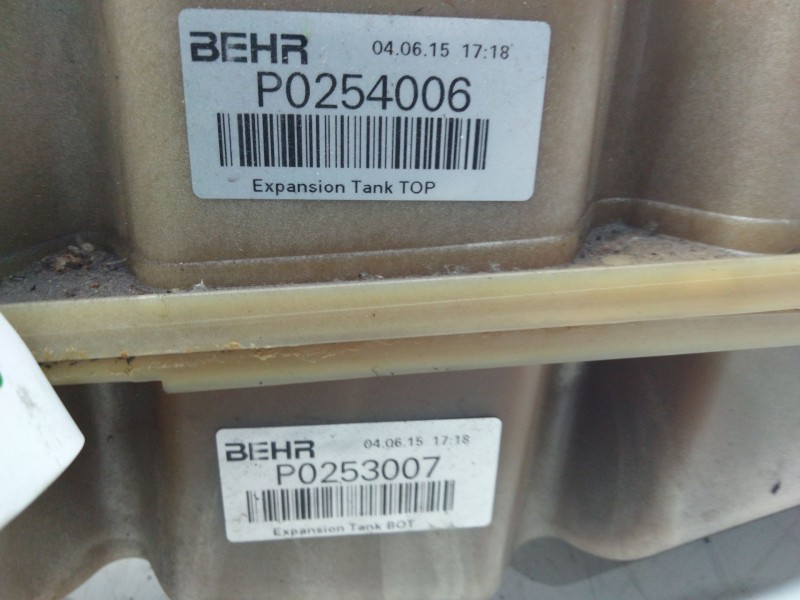 BEHR 04.06.15 17:18
P0254006
Expansion Tank TOP
BEHR 04.06.15 17:18
P0253007
Expansion Tank BOT